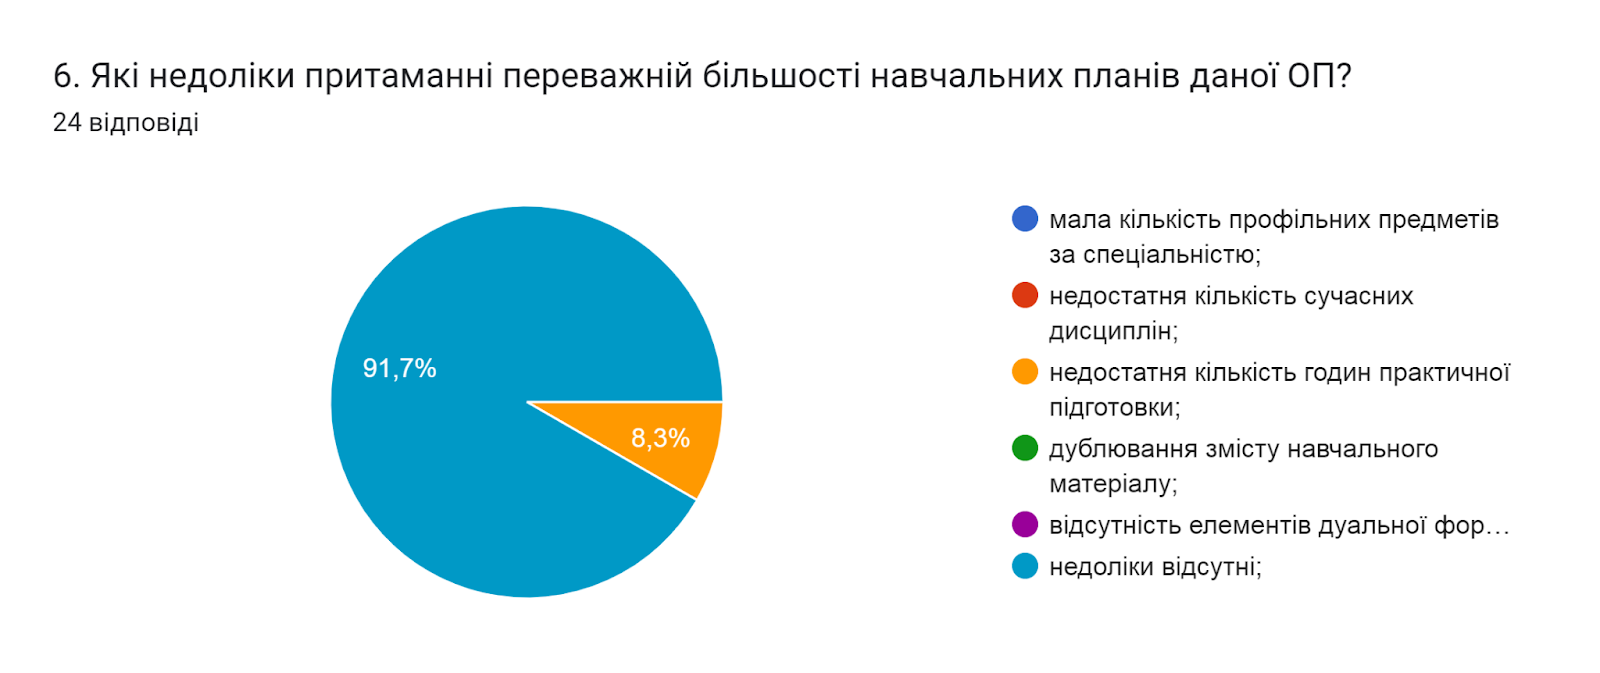 6. Які недоліки притаманні переважній більшості навчальних планів даної ОП?
24 відповіді
91,7%
8,3%
мала кількість профільних предметів
за спеціальністю;
недостатня кількість сучасних
дисциплін;
недостатня кількість годин практичної
підготовки;
дублювання змісту навчального
матеріалу;
відсутність елементів дуальної фор…
недоліки відсутні;